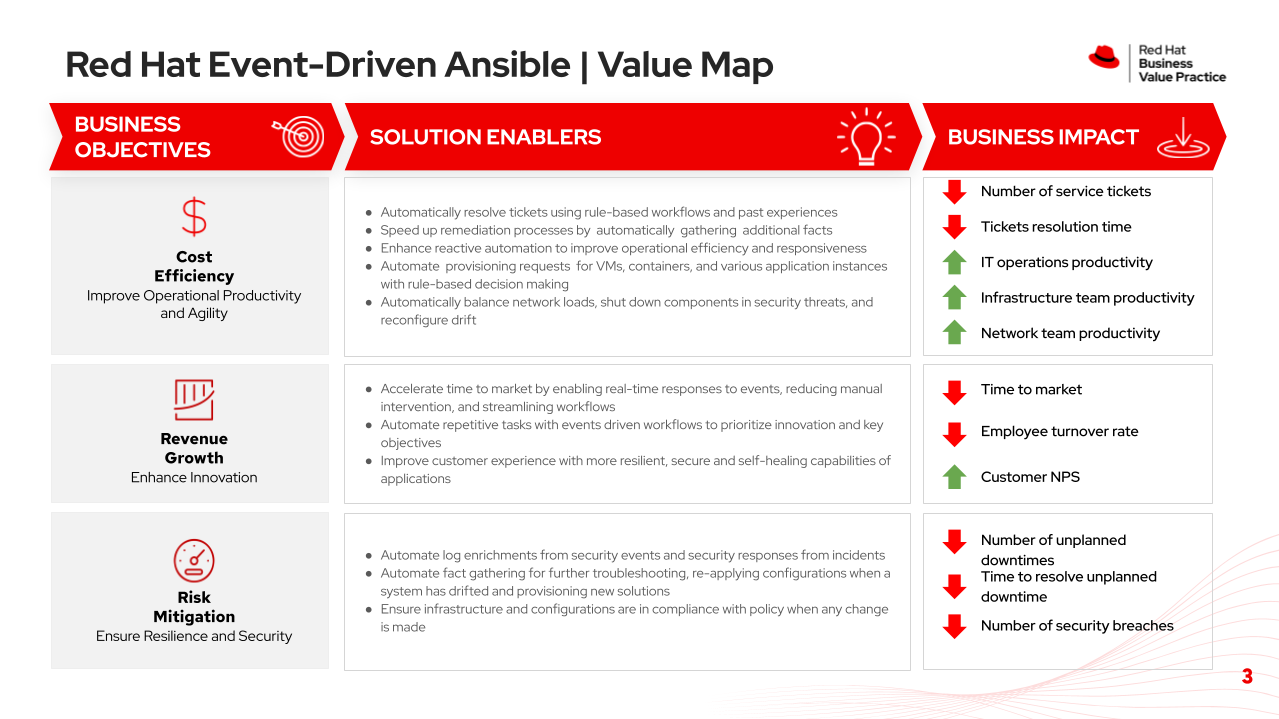 Red Hat Event-Driven Ansible | Value Map
Red Hat
Business
Value Practice
BUSINESS
OBJECTIVES
SOLUTION ENABLERS
BUSINESS IMPACT
Cost
Efficiency
Improve Operational Productivity
and Agility
● Automatically resolve tickets using rule-based workflows and past experiences
● Speed up remediation processes by automatically gathering additional facts
● Enhance reactive automation to improve operational efficiency and responsiveness
● Automate provisioning requests for VMs, containers, and various application instances
with rule-based decision making
● Automatically balance network loads, shut down components in security threats, and
reconfigure drift
Number of service tickets
Tickets resolution time
IT operations productivity
Infrastructure team productivity
Network team productivity
Revenue
Growth
Enhance Innovation
● Accelerate time to market by enabling real-time responses to events, reducing manual
intervention, and streamlining workflows
● Automate repetitive tasks with events driven workflows to prioritize innovation and key
objectives
● Improve customer experience with more resilient, secure and self-healing capabilities of
applications
Time to market
Employee turnover rate
Customer NPS
Risk
Mitigation
Ensure Resilience and Security
● Automate log enrichments from security events and security responses from incidents
● Automate fact gathering for further troubleshooting, re-applying configurations when a
system has drifted and provisioning new solutions
● Ensure infrastructure and configurations are in compliance with policy when any change
is made
Number of unplanned
downtimes
Time to resolve unplanned
downtime
Number of security breaches
3